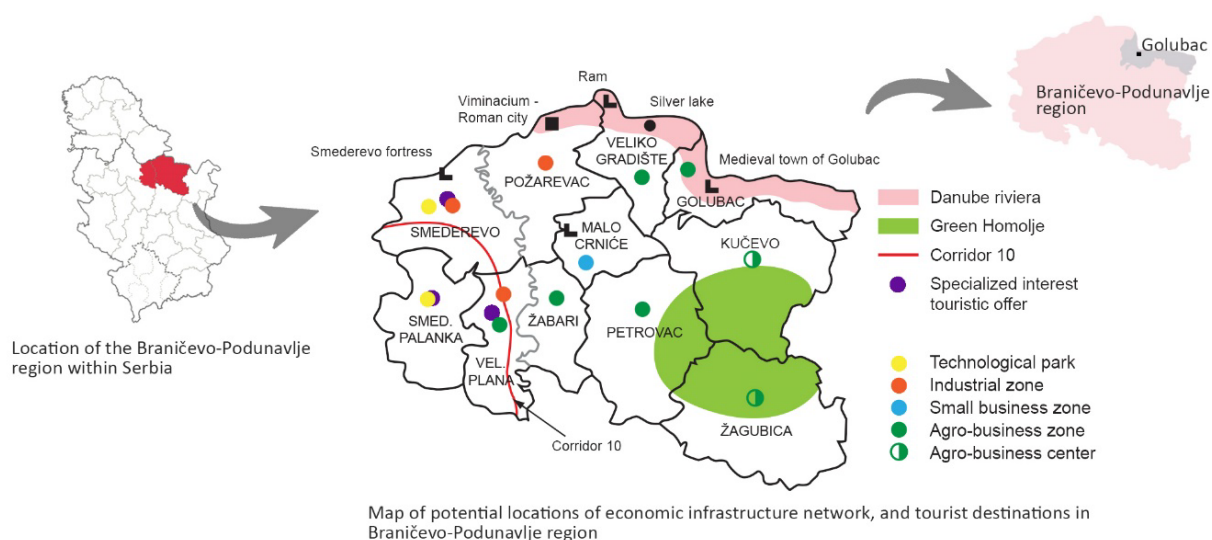 Golubac
Braničevo-Podunavlje
region
Ram
Viminacium -
Roman city
Silver lake
Smederevo fortress
VELIKO
GRADIŠTE
Medieval town of Golubac
POŽAREVAC
GOLUBAC
SMEDEREVO
MALO
CRNIĆE
KUČEVO
SMED.
PALANKA
ŽABARI
PETROVAC
VEL.
PLANA
ŽAGUBICA
Corridor 10
Danube riviera
Green Homolje
Corridor 10
Specialized interest
touristic offer
Technological park
Industrial zone
Small business zone
Agro-business zone
Agro-business center
Location of the Braničevo-Podunavlje
region within Serbia
Map of potential locations of economic infrastructure network, and tourist destinations in
Braničevo-Podunavlje region